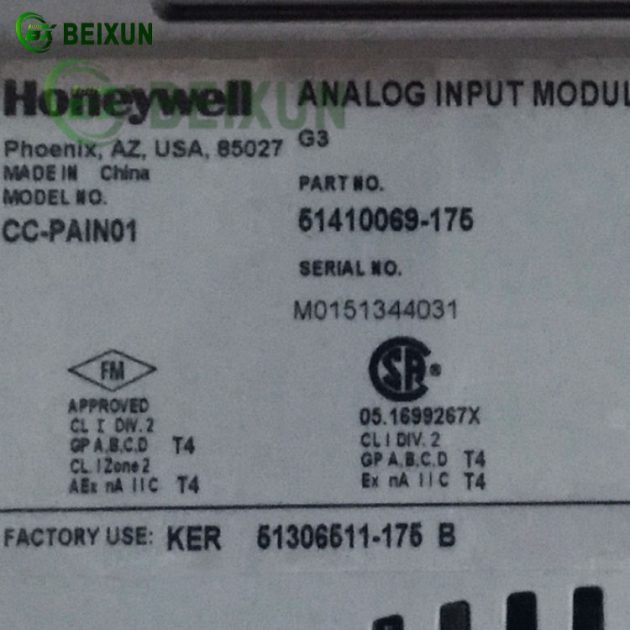 BEIXUN
Honeywell
ANALOG INPUT MODUL
BEIXUN
G3
Phoenix, AZ, USA, 85027
MADE IN China
MODEL NO.
CC-PAIN01
PART NO.
51410069-175
SERIAL NO.
M0151344031
FM
APPROVED
CL I DIV. 2
GP A,B,C,D T4
CL I Zone 2
AEx nA IIC T4
SA
05.1699267X
CL I DIV. 2
GP A,B,C,D T4
Ex nA IIC T4
FACTORY USE: KER 51306511-175 B